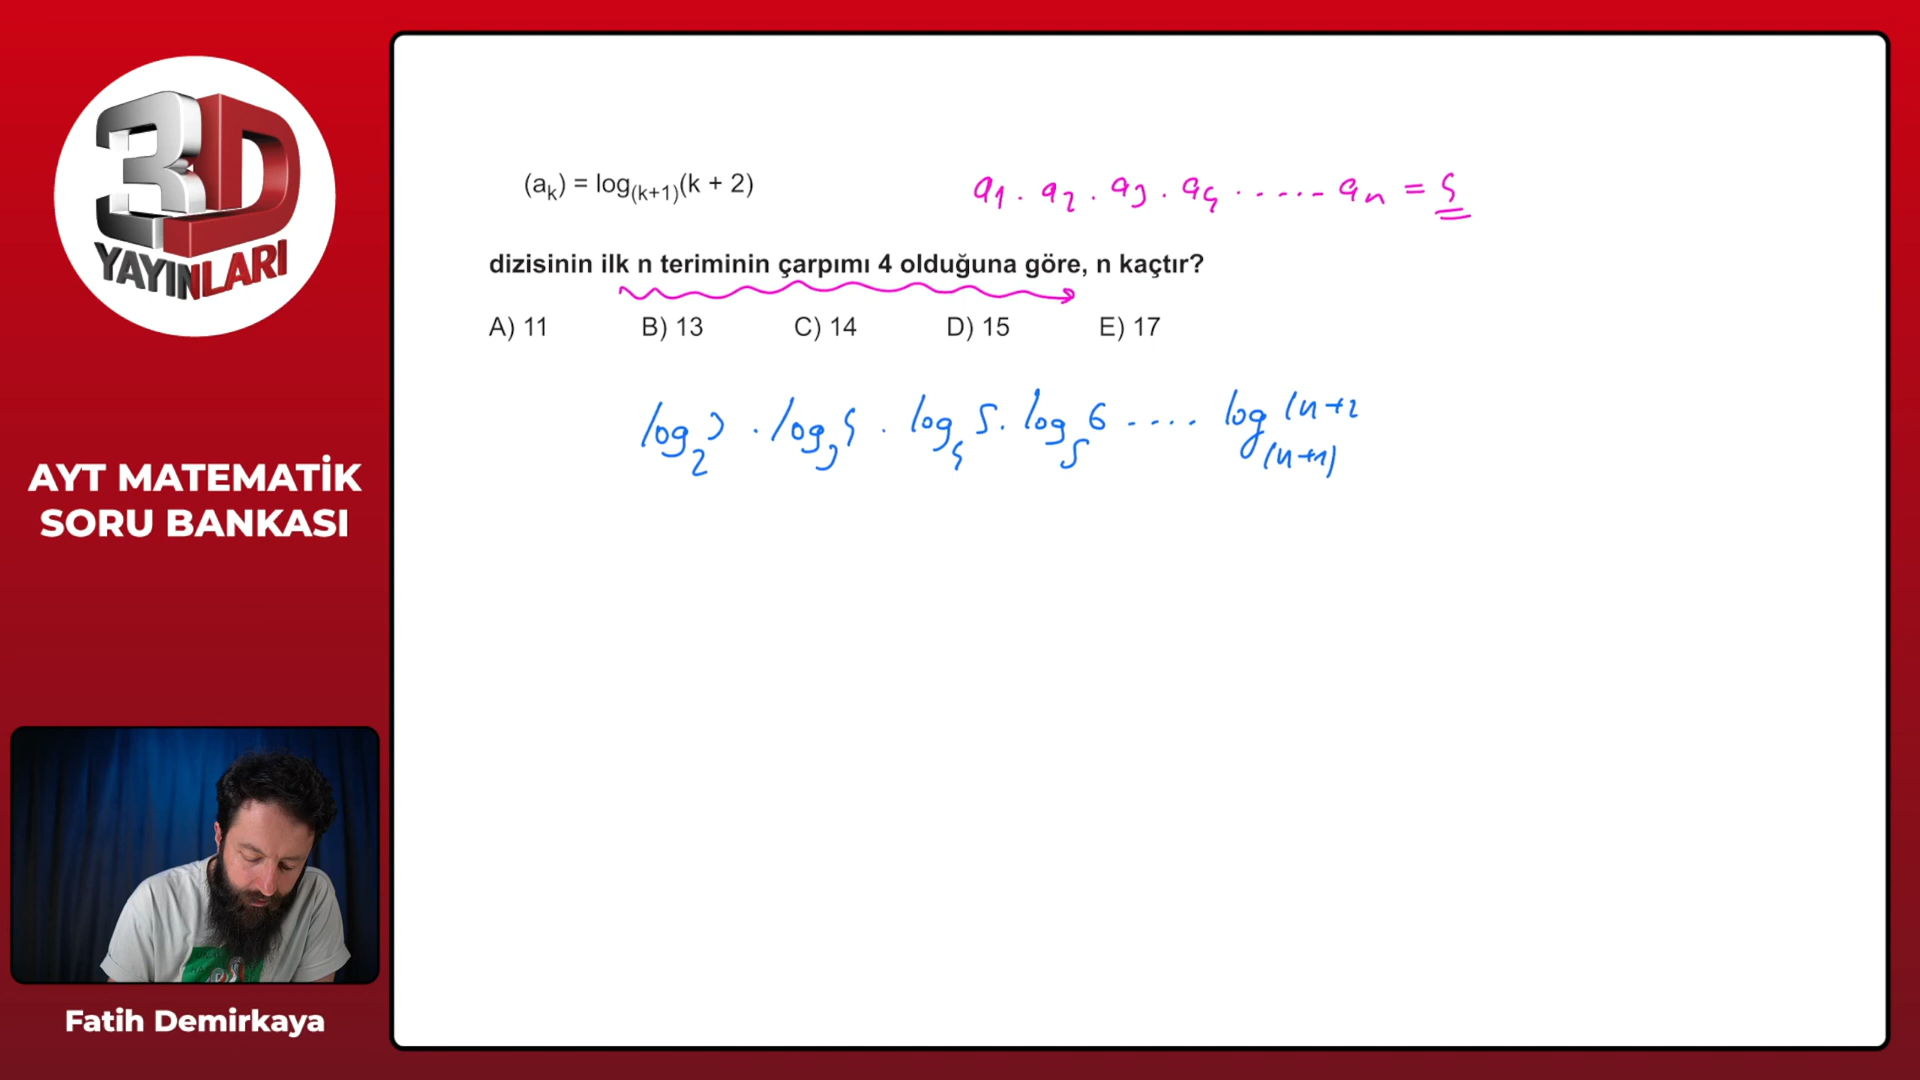 3D
YAYINLARI
AYT MATEMATİK
SORU BANKASI
Fatih Demirkaya
(aₖ) = log₍ₖ₊₁₎(k + 2)
a₁ . a₂ . a₃ . a₄ ...... aₙ = 4
dizisinin ilk n teriminin çarpımı 4 olduğuna göre, n kaçtır?
A) 11 B) 13 C) 14 D) 15 E) 17
log₂3 . log₃4 . log₄5 . log₅6 .... log₍ₙ₊₁₎(n+2